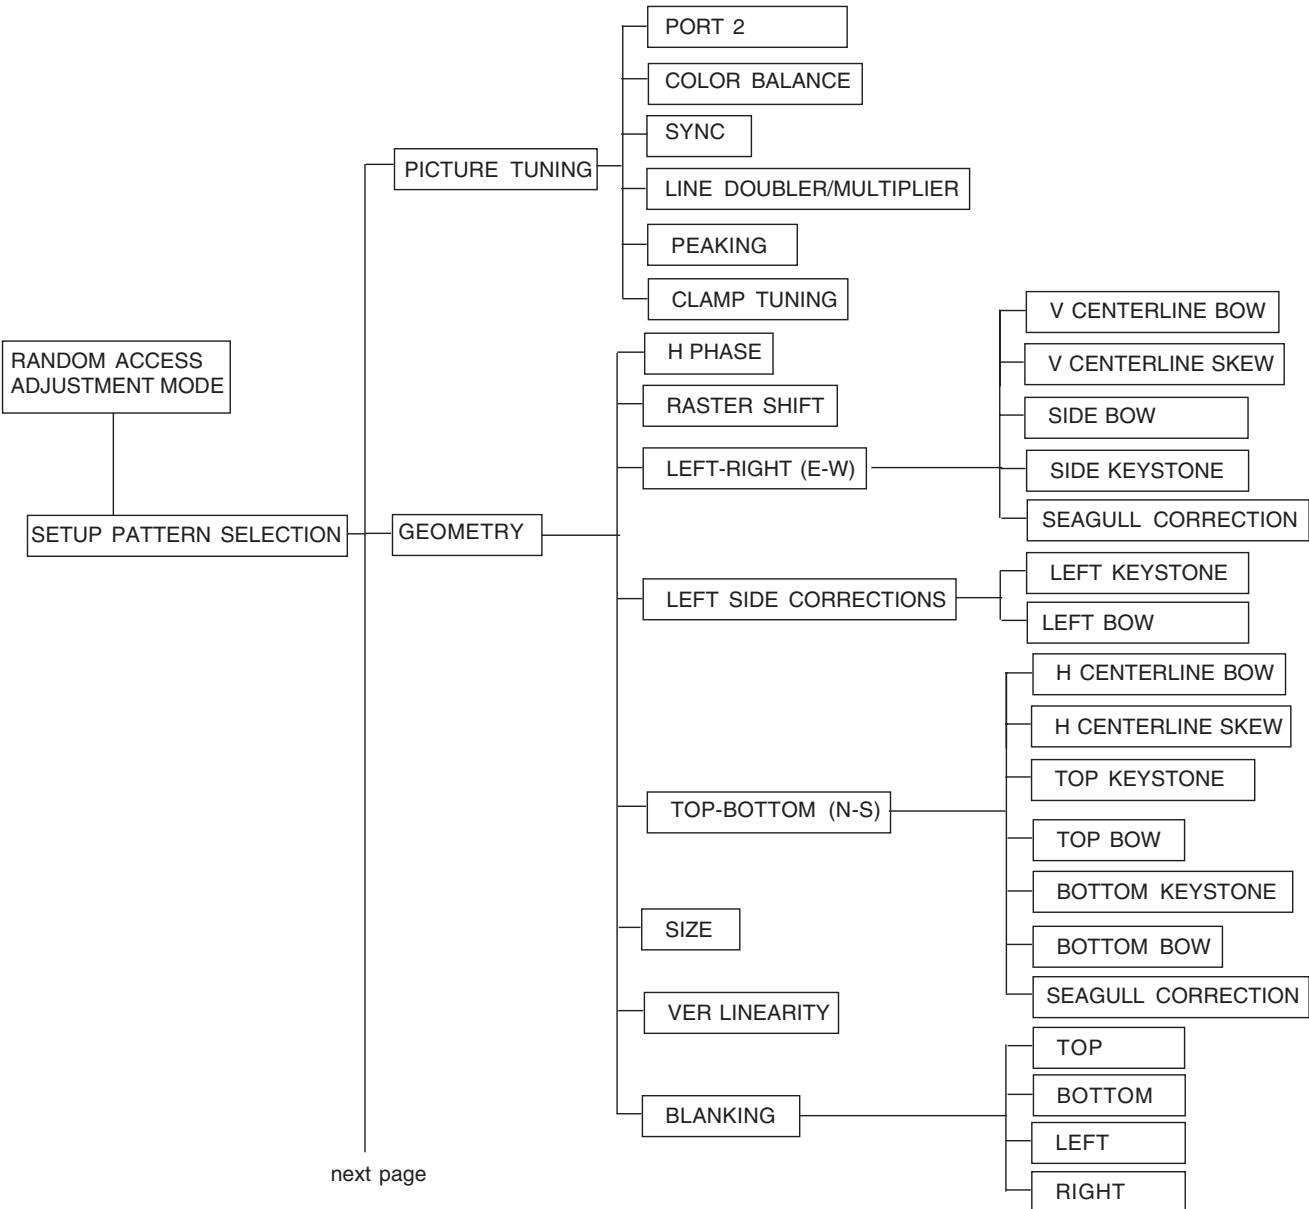 RANDOM ACCESS
ADJUSTMENT MODE
SETUP PATTERN SELECTION
PICTURE TUNING
PORT 2
COLOR BALANCE
SYNC
LINE DOUBLER/MULTIPLIER
PEAKING
CLAMP TUNING
GEOMETRY
H PHASE
RASTER SHIFT
LEFT-RIGHT (E-W)
V CENTERLINE BOW
V CENTERLINE SKEW
SIDE BOW
SIDE KEYSTONE
SEAGULL CORRECTION
LEFT SIDE CORRECTIONS
LEFT KEYSTONE
LEFT BOW
TOP-BOTTOM (N-S)
H CENTERLINE BOW
H CENTERLINE SKEW
TOP KEYSTONE
TOP BOW
BOTTOM KEYSTONE
BOTTOM BOW
SEAGULL CORRECTION
SIZE
VER LINEARITY
BLANKING
TOP
BOTTOM
LEFT
RIGHT
next page